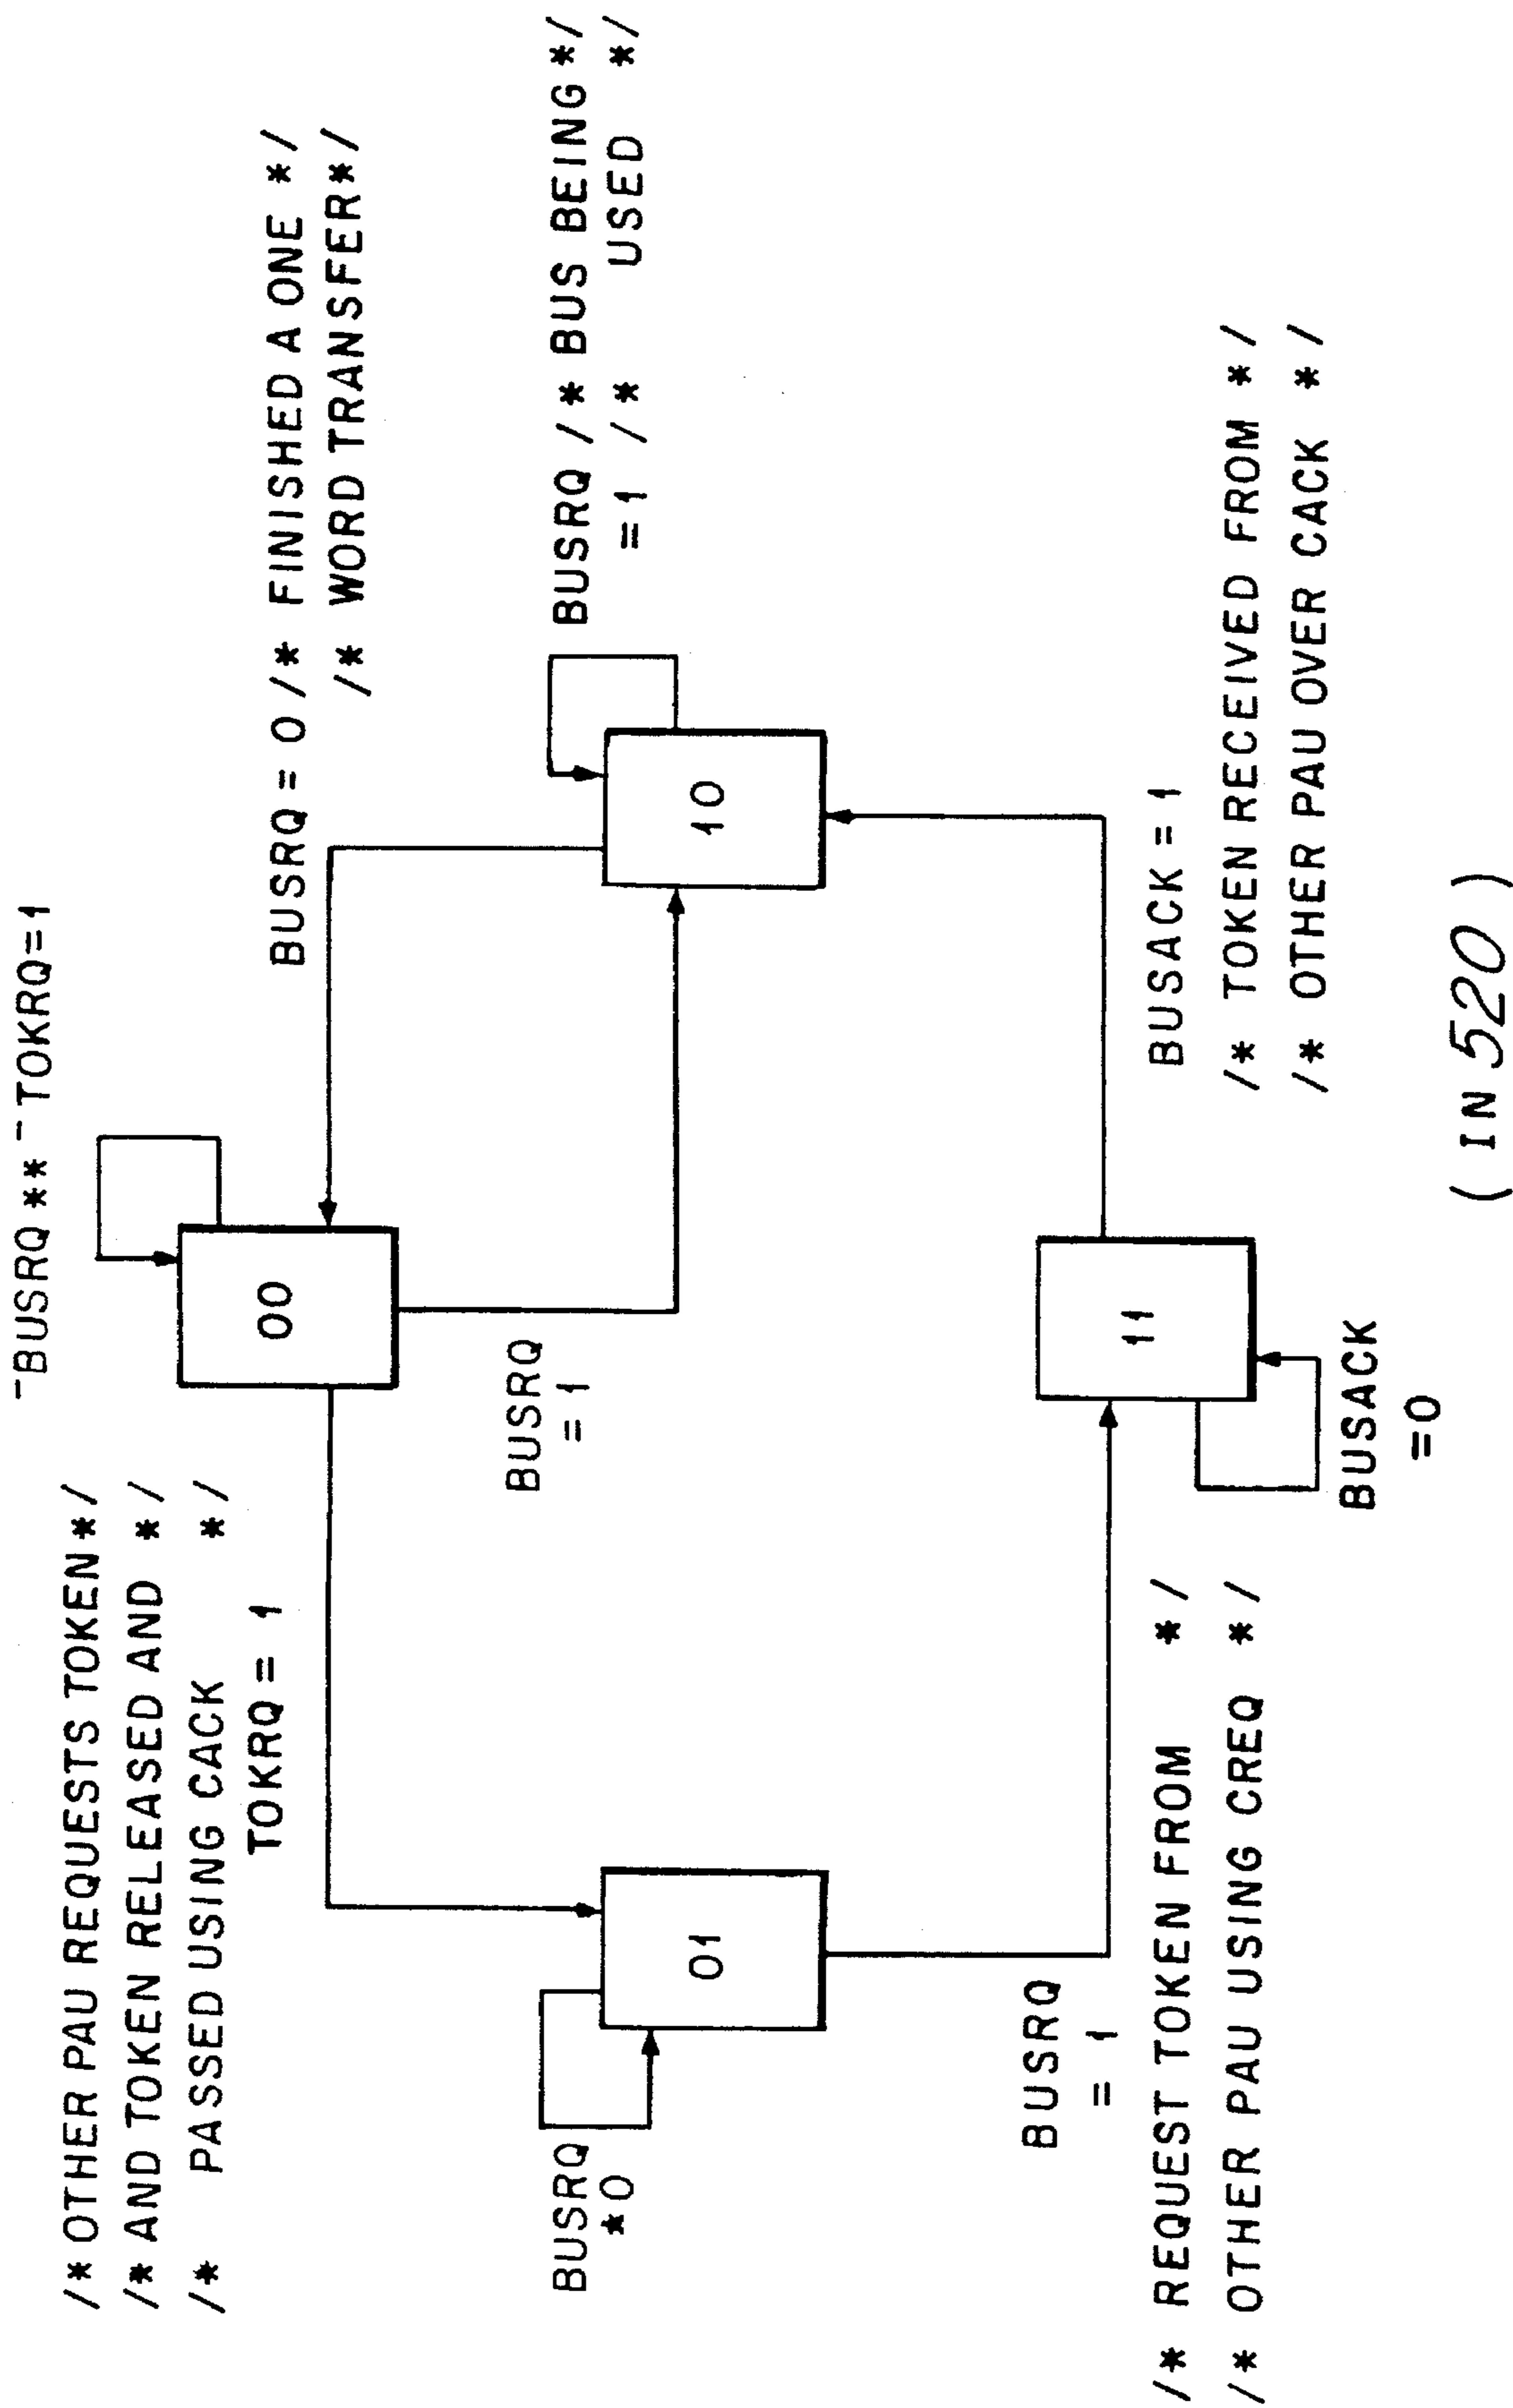 /* OTHER PAU REQUESTS TOKEN */
/* AND TOKEN RELEASED AND */
/* PASSED USING CACK */
TOKRQ = 1
¯BUSRQ ** ¯TOKRQ=1
00
BUSRQ = 0 /* FINISHED A ONE */
/* WORD TRANSFER */
BUSRQ
= 1
BUSRQ
*0
01
10
BUSRQ /* BUS BEING */
= 1 /* USED */
BUSRQ
= 1
/* REQUEST TOKEN FROM */
/* OTHER PAU USING CREQ */
11
BUSACK
=0
BUSACK = 1
/* TOKEN RECEIVED FROM */
/* OTHER PAU OVER CACK */
( IN 520 )